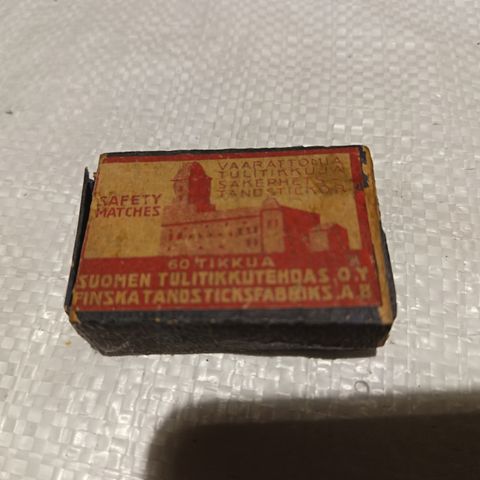 SAFETY
MATCHES
VAARATTOMIA
TULITIKKUJA
SÄKERHETS
TÄNDSTICKOR
60 TIKKUA
SUOMEN TULITIKKUTEHDAS. O.Y
FINSKA TÄNDSTICKSFABRIKS. A.B